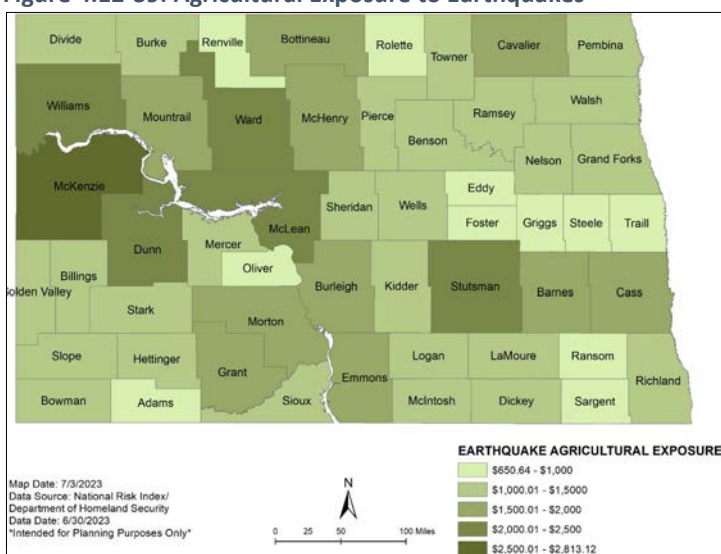 Figure 4.12-89: Agricultural Exposure to Earthquakes
Divide
Burke
Renville
Bottineau
Rolette
Towner
Cavalier
Pembina
Williams
Mountrail
Ward
McHenry
Pierce
Benson
Ramsey
Walsh
Nelson
Grand Forks
McKenzie
Dunn
McLean
Sheridan
Wells
Eddy
Foster
Griggs
Steele
Traill
Mercer
Oliver
Billings
Golden Valley
Stark
Burleigh
Kidder
Stutsman
Barnes
Cass
Morton
Slope
Hettinger
Grant
Emmons
Logan
LaMoure
Ransom
Richland
Bowman
Adams
Sioux
McIntosh
Dickey
Sargent
EARTHQUAKE AGRICULTURAL EXPOSURE
$650.64 - $1,000
$1,000.01 - $1,5000
$1,500.01 - $2,000
$2,000.01 - $2,500
$2,500.01 - $2,813.12
Map Date: 7/3/2023
Data Source: National Risk Index/
Department of Homeland Security
Data Date: 6/30/2023
*Intended for Planning Purposes Only*
N
0 25 50 100 Miles